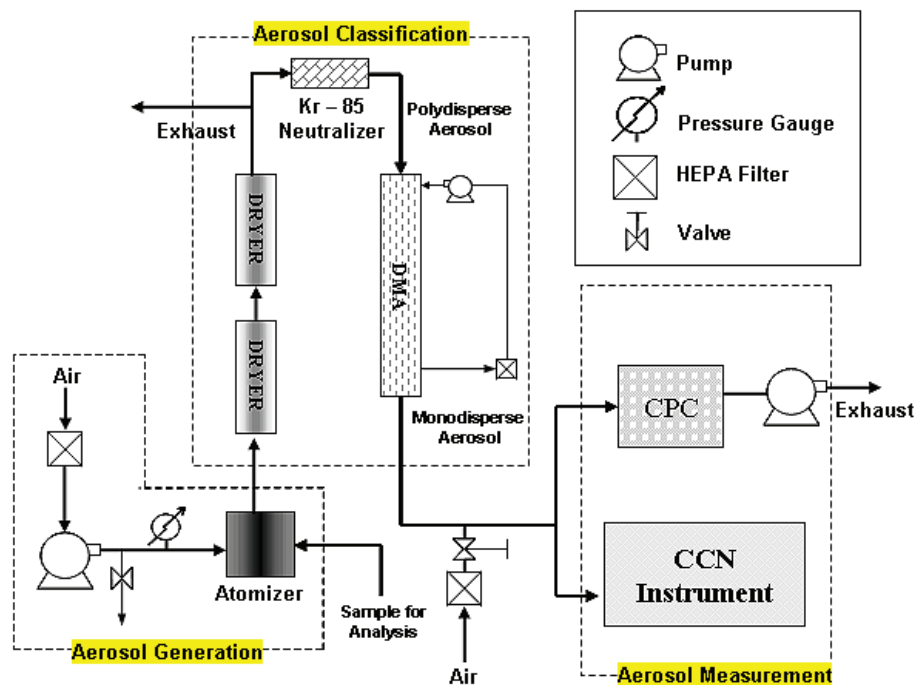 Aerosol Classification
Exhaust
Kr – 85
Neutralizer
Polydisperse
Aerosol
DRYER
DRYER
DMA
Monodisperse
Aerosol
Pump
Pressure Gauge
HEPA Filter
Valve
Air
Atomizer
Sample for
Analysis
Aerosol Generation
Air
CPC
Exhaust
CCN
Instrument
Aerosol Measurement